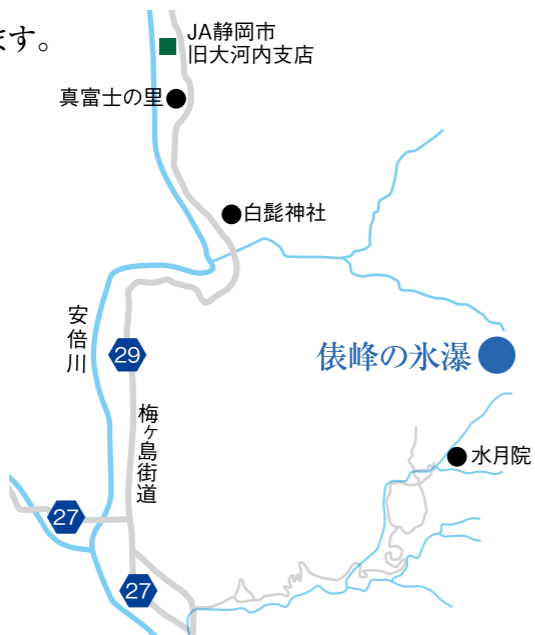 ます。
JA静岡市
旧大河内支店
真富士の里
白髭神社
安倍川
29
俵峰の氷瀑
梅ヶ島街道
水月院
27
27